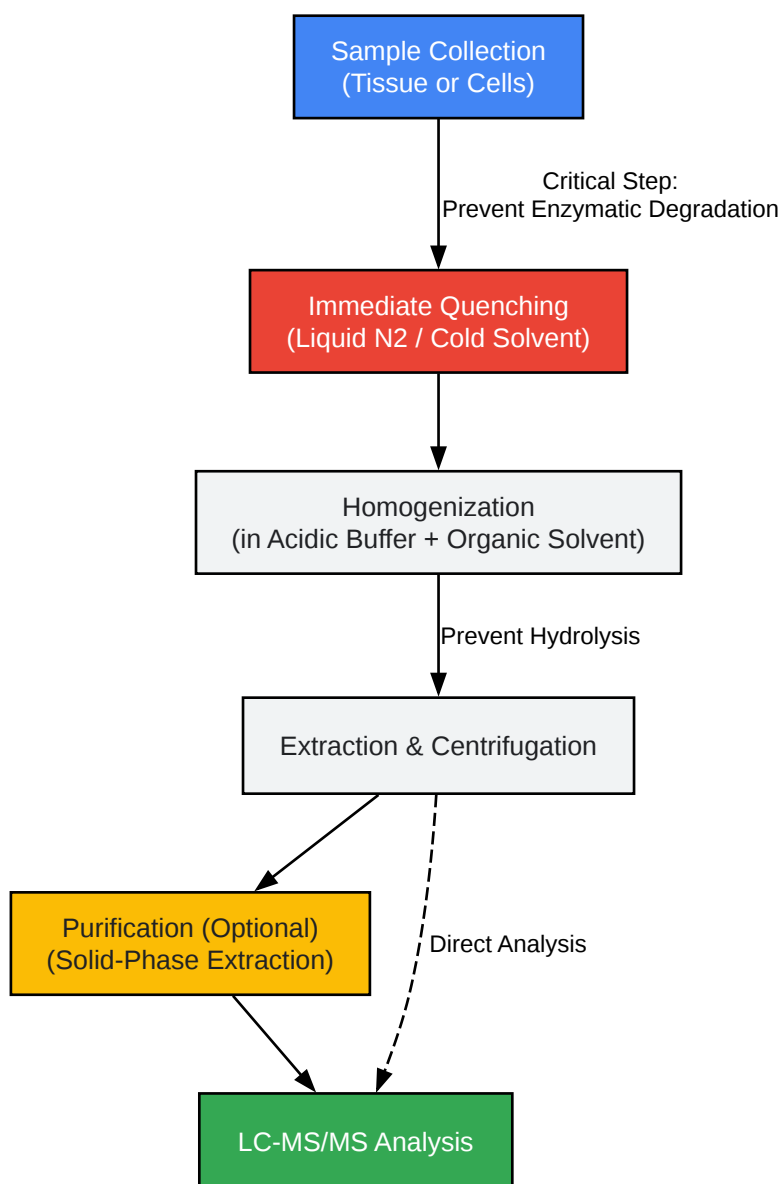 Sample Collection
(Tissue or Cells)
Critical Step:
Prevent Enzymatic Degradation
Immediate Quenching
(Liquid N2 / Cold Solvent)
Homogenization
(in Acidic Buffer + Organic Solvent)
Prevent Hydrolysis
Extraction & Centrifugation
Purification (Optional)
(Solid-Phase Extraction)
Direct Analysis
LC-MS/MS Analysis